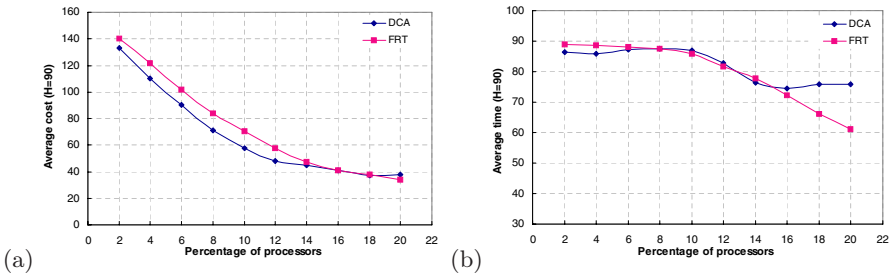 (a)
Average cost (H=90)
160
140
120
100
80
60
40
20
0
0 2 4 6 8 10 12 14 16 18 20 22
Percentage of processors
DCA
FRT
(b)
Average time (H=90)
100
90
80
70
60
50
40
30
0 2 4 6 8 10 12 14 16 18 20 22
Percentage of processors
DCA
FRT